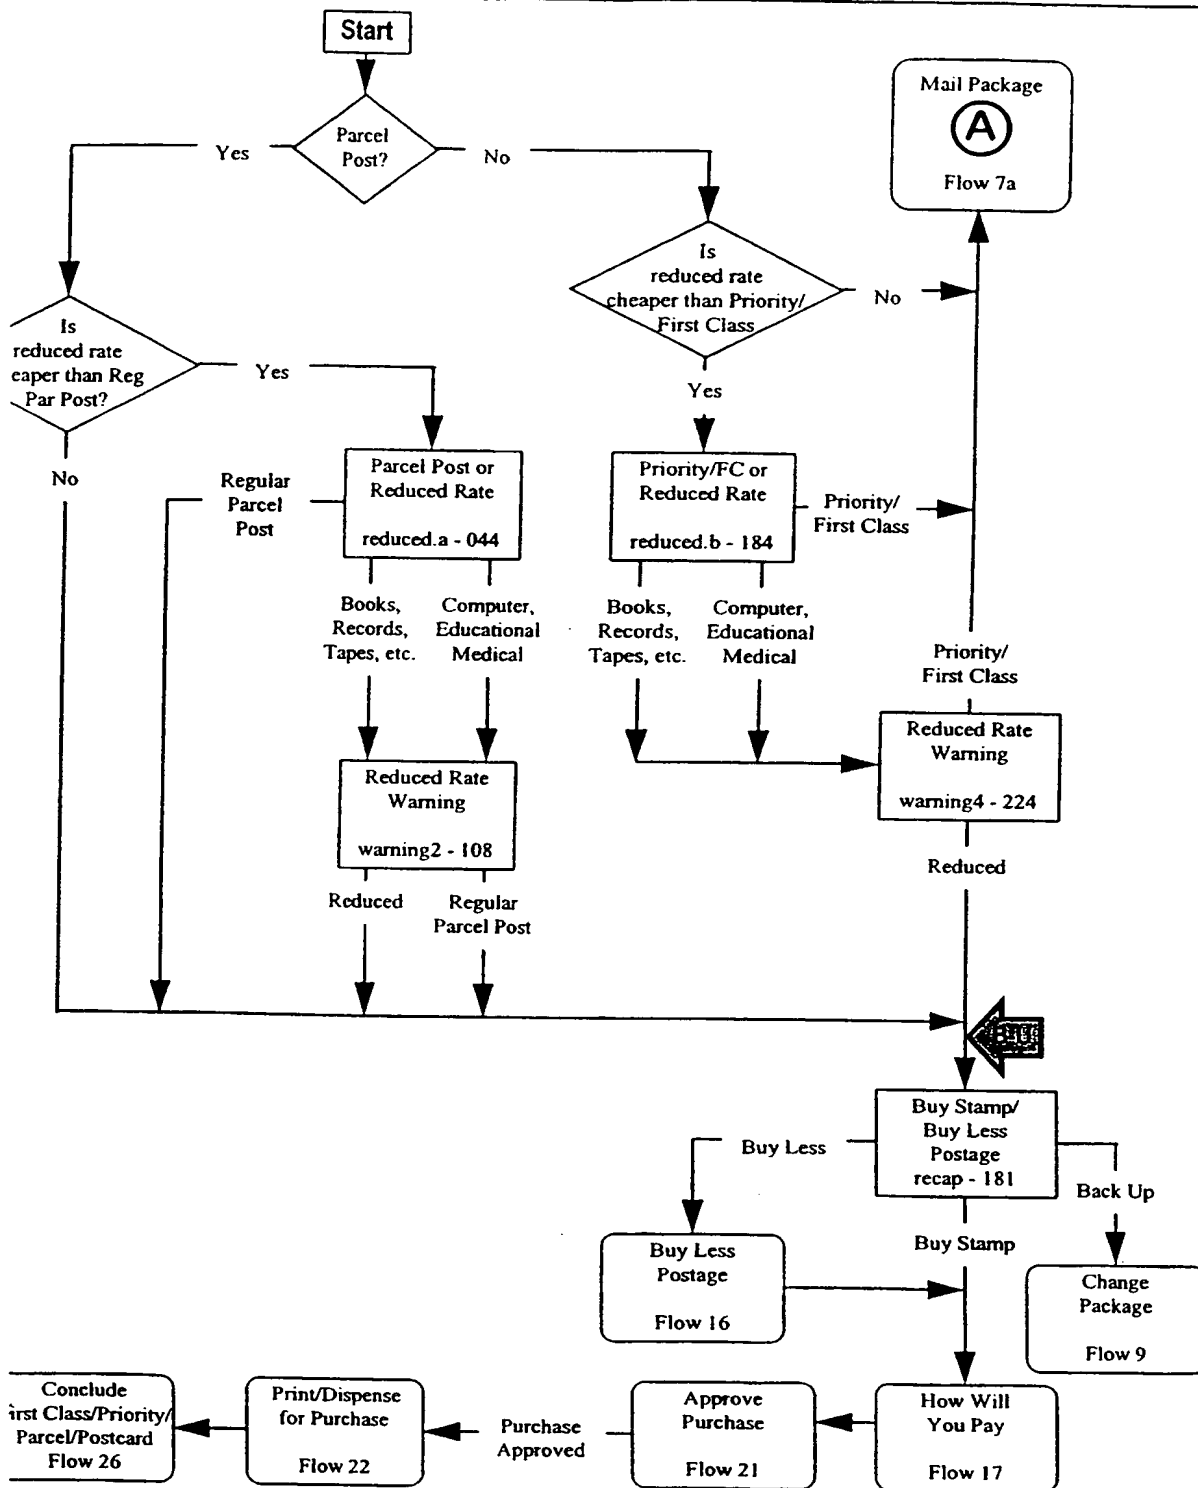 Start
Mail Package
A
Flow 7a
Parcel
Post?
Yes
No
Is
reduced rate
cheaper than Priority/
First Class
No
Yes
Is
reduced rate
eaper than Reg
Par Post?
Yes
No
Regular
Parcel
Post
Parcel Post or
Reduced Rate
reduced.a - 044
Priority/FC or
Reduced Rate
reduced.b - 184
Priority/
First Class
Books,
Records,
Tapes, etc.
Computer,
Educational
Medical
Books,
Records,
Tapes, etc.
Computer,
Educational
Medical
Priority/
First Class
Reduced Rate
Warning
warning2 - 108
Reduced Rate
Warning
warning4 - 224
Reduced
Regular
Parcel Post
Reduced
Buy Stamp/
Buy Less
Postage
recap - 181
Buy Less
Back Up
Buy Stamp
Buy Less
Postage
Flow 16
Change
Package
Flow 9
Conclude
irst Class/Priority/
Parcel/Postcard
Flow 26
Print/Dispense
for Purchase
Flow 22
Purchase
Approved
Approve
Purchase
Flow 21
How Will
You Pay
Flow 17